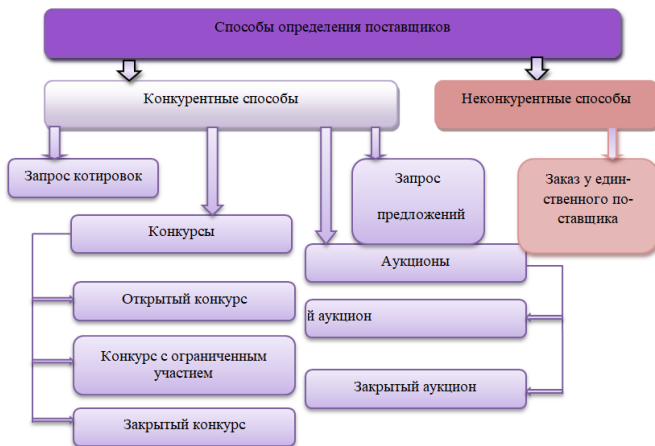 Способы определения поставщиков
Конкурентные способы
Неконкурентные способы
Запрос котировок
Запрос
предложений
Заказ у един-
ственного по-
ставщика
Конкурсы
Аукционы
Открытый конкурс
й аукцион
Конкурс с ограниченным
участием
Закрытый аукцион
Закрытый конкурс